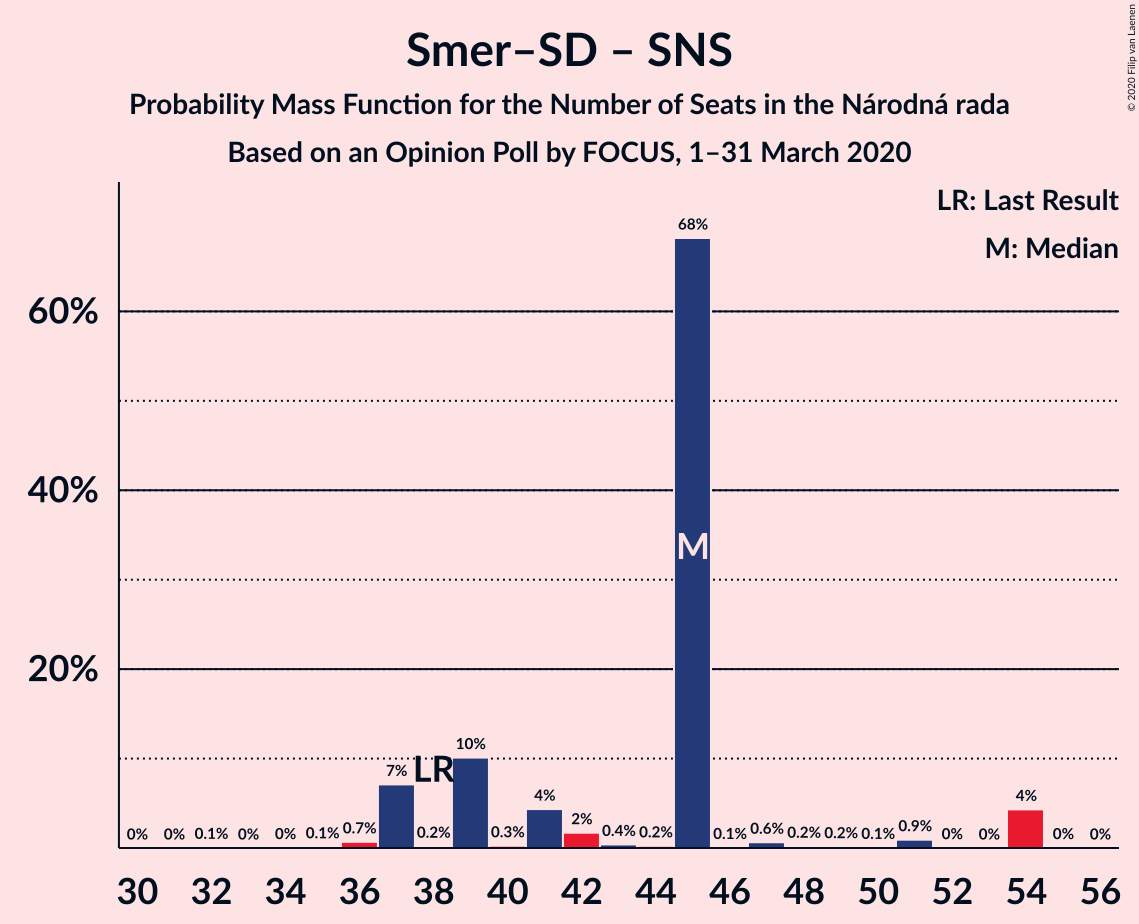 Smer–SD – SNS
Probability Mass Function for the Number of Seats in the Národná rada
Based on an Opinion Poll by FOCUS, 1–31 March 2020
© 2020 Filip van Laenen
LR: Last Result
M: Median
60%
40%
20%
0% 0% 0.1% 0% 0% 0.1% 0.7% 7% 0.2% 10% 0.3% 4% 2% 0.4% 0.2% 68% 0.1% 0.6% 0.2% 0.2% 0.1% 0.9% 0% 0% 4% 0% 0%
LR
M
30 32 34 36 38 40 42 44 46 48 50 52 54 56